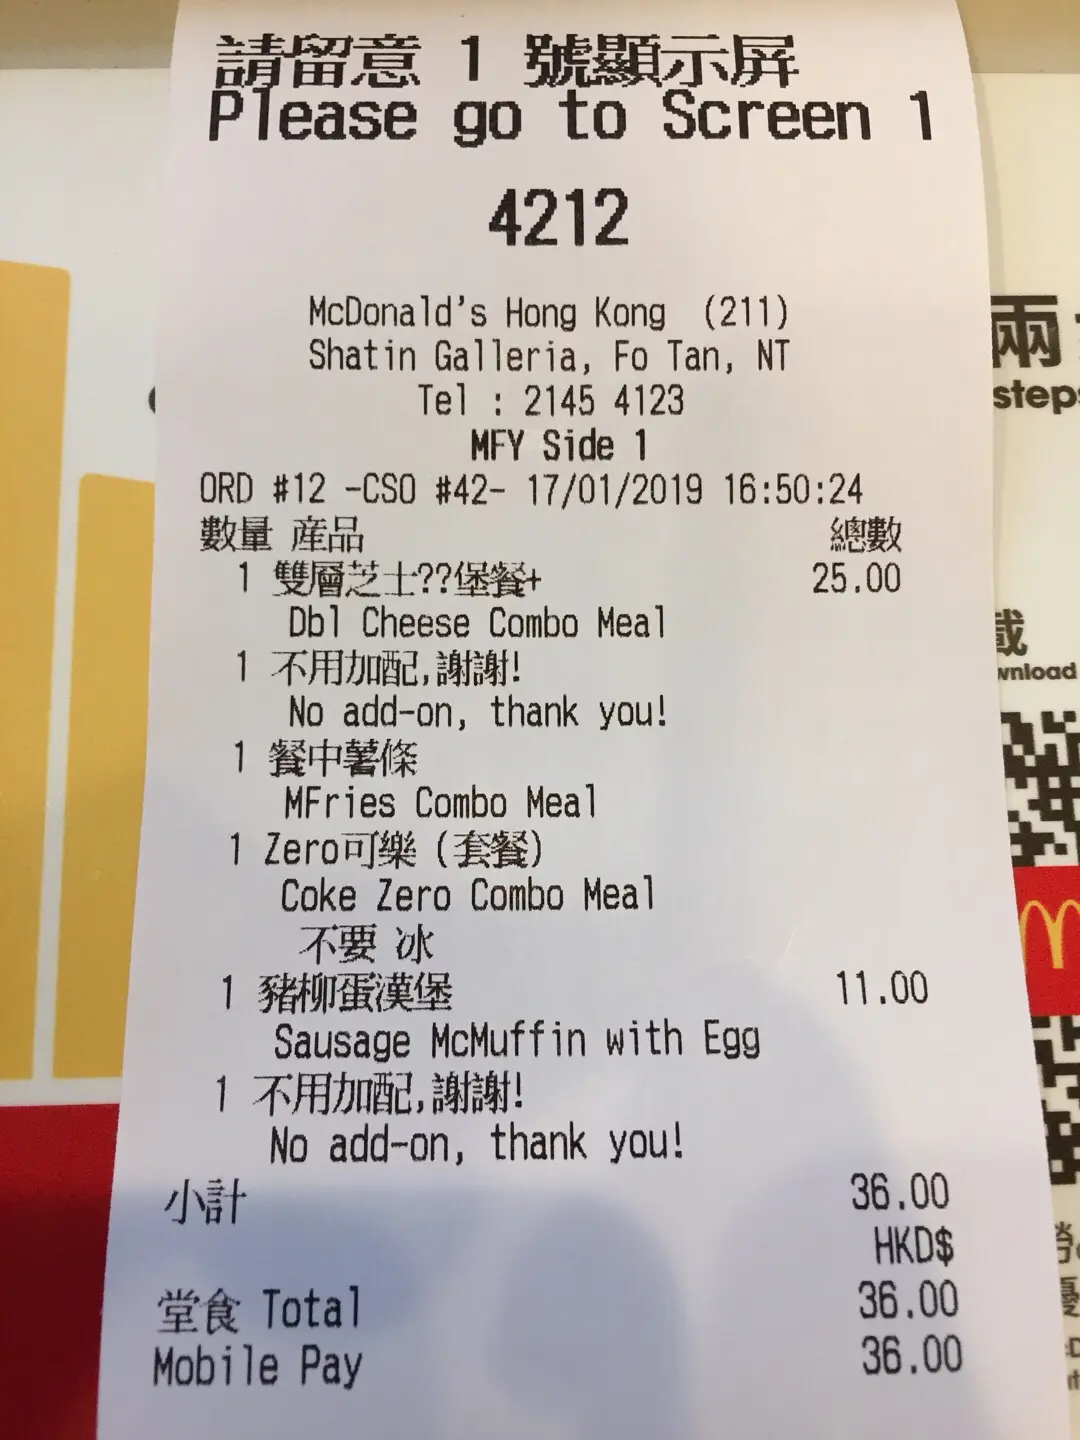 請留意 1 號顯示屏
Please go to Screen 1
4212
McDonald's Hong Kong (211)
Shatin Galleria, Fo Tan, NT
Tel : 2145 4123
MFY Side 1
ORD #12 -CSO #42- 17/01/2019 16:50:24
數量 產品 總數
1 雙層芝士??堡餐+ 25.00
Dbl Cheese Combo Meal
1 不用加配,謝謝!
No add-on, thank you!
1 餐中薯條
MFries Combo Meal
1 Zero可樂 (套餐)
Coke Zero Combo Meal
不要 冰
1 豬柳蛋漢堡 11.00
Sausage McMuffin with Egg
1 不用加配,謝謝!
No add-on, thank you!
小計 36.00
HKD$
堂食 Total 36.00
Mobile Pay 36.00
兩
steps
載
wnload